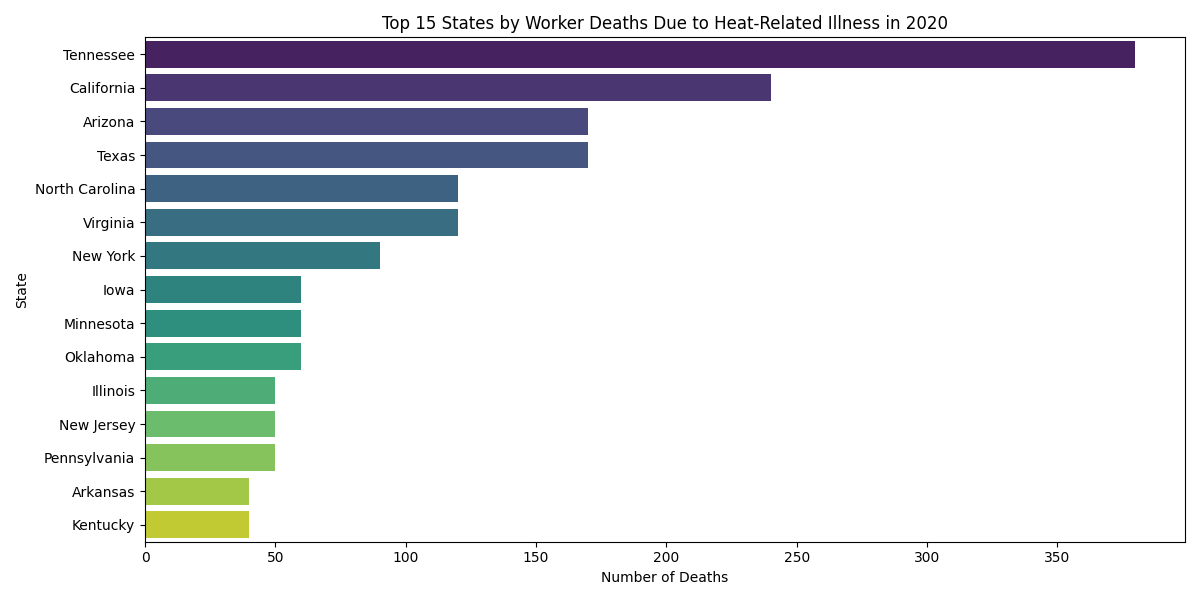 Top 15 States by Worker Deaths Due to Heat-Related Illness in 2020
Tennessee
California
Arizona
Texas
North Carolina
Virginia
New York
Iowa
Minnesota
Oklahoma
Illinois
New Jersey
Pennsylvania
Arkansas
Kentucky
State
0 50 100 150 200 250 300 350
Number of Deaths